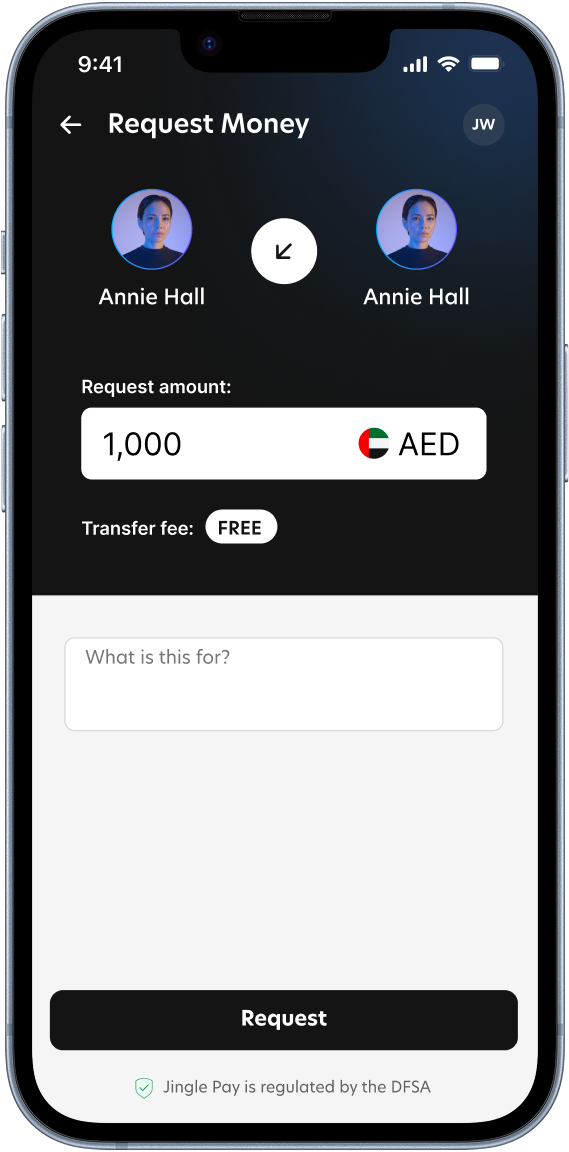 9:41
Request Money
JW
Annie Hall
Annie Hall
Request amount:
1,000
AED
Transfer fee: FREE
What is this for?
Request
Jingle Pay is regulated by the DFSA